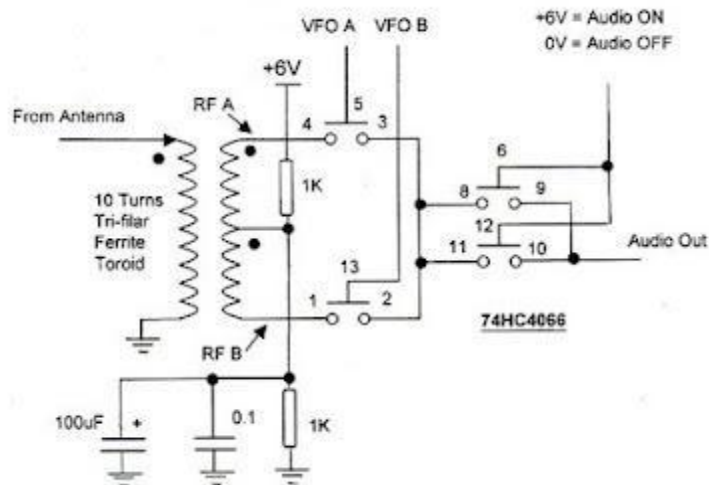 VFO A VFO B
+6V = Audio ON
0V = Audio OFF
+6V
RF A
From Antenna
5
4 3
6
1K
8 9
10 Turns
Tri-filar
Ferrite
Toroid
12
11 10
Audio Out
13
1 2
74HC4066
RF B
100uF +
0.1
1K